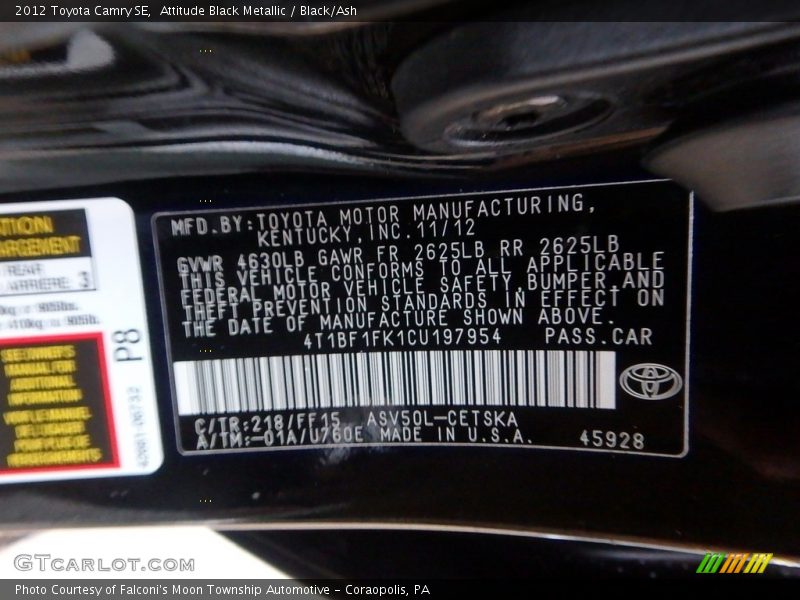 2012 Toyota Camry SE, Attitude Black Metallic / Black/Ash
MFD.BY:TOYOTA MOTOR MANUFACTURING,
KENTUCKY,INC.11/12
GVWR 4630LB GAWR FR 2625LB RR 2625LB
THIS VEHICLE CONFORMS TO ALL APPLICABLE
FEDERAL MOTOR VEHICLE SAFETY,BUMPER,AND
THEFT PREVENTION STANDARDS IN EFFECT ON
THE DATE OF MANUFACTURE SHOWN ABOVE.
4T1BF1FK1CU197954 PASS.CAR
C/TR:218/FF15 ASV50L-CETSKA
A/TM:-01A/U760E MADE IN U.S.A. 45928
P8
GTCARLOT.COM
Photo Courtesy of Falconi's Moon Township Automotive – Coraopolis, PA